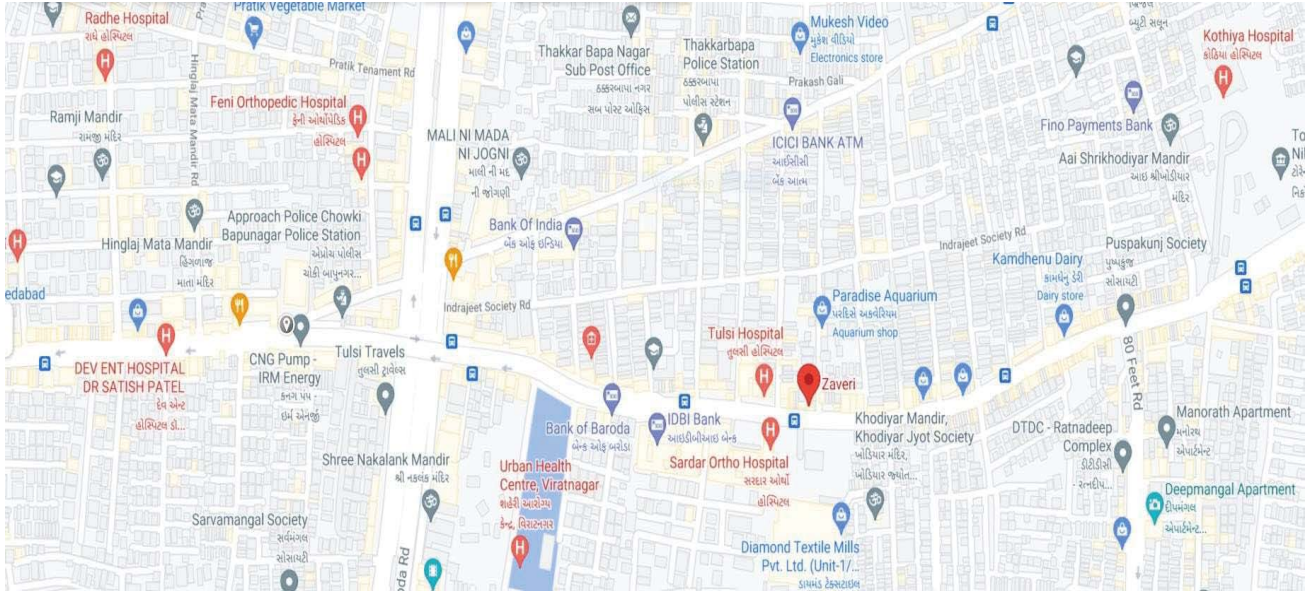 Radhe Hospital
રાધે હોસ્પિટલ
Pratik Vegetable Market
Pratik Tenament Rd
Hinglaj Mata Mandir Rd
Feni Orthopedic Hospital
ફેની ઓર્થોપેડિક
હોસ્પિટલ
Ramji Mandir
રામજી મંદિર
Hinglaj Mata Mandir
હિંગળાજ
માતા મંદિર
Approach Police Chowki
Bapunagar Police Station
એપ્રોચ પોલીસ
ચોકી બાપુનગર...
edabad
DEV ENT HOSPITAL
DR SATISH PATEL
દેવ એન્ટ
હોસ્પિટલ ડો...
CNG Pump -
IRM Energy
Tulsi Travels
તુલસી ટ્રાવેલ્સ
Shree Nakalank Mandir
શ્રી નકલંક મંદિર
Sarvamangal Society
સર્વમંગલ
સોસાયટી
oda Rd
Thakkar Bapa Nagar
Sub Post Office
ઠક્કરબાપા નગર
સબ પોસ્ટ ઓફિસ
Thakkarbapa
Police Station
ઠક્કરબાપા
પોલીસ સ્ટેશન
Mukesh Video
મુકેશ વીડિયો
Electronics store
Prakash Gali
MALI NI MADA
NI JOGNI
માલી ની મદ
ની જોગણી
ICICI BANK ATM
આઈસીસી
બેંક આત્મ
Bank Of India
બેંક ઓફ ઇન્ડિયા
Indrajeet Society Rd
Indrajeet Society Rd
Kothiya Hospital
કોઠિયા હોસ્પિટલ
Fino Payments Bank
Aai Shrikhodiyar Mandir
આઇ શ્રીખોડીયાર
મંદિર
Puspakunj Society
પુષ્પકુંજ
સોસાયટી
Kamdhenu Dairy
કામધેનુ ડેરી
Dairy store
Paradise Aquarium
પરદિસે અક્વેરિયમ
Aquarium shop
Tulsi Hospital
તુલસી હોસ્પિટલ
Zaveri
Bank of Baroda
બેન્ક ઓફ બરોડા
IDBI Bank
આઇડીબીઆઇ બેન્ક
Sardar Ortho Hospital
સરદાર ઓર્થો
હોસ્પિટલ
Urban Health
Centre, Viratnagar
શહેરી આરોગ્ય
કેન્દ્ર, વિરાટનગર
Khodiyar Mandir,
Khodiyar Jyot Society
ખોડિયાર મંદિર,
ખોડિયાર જ્યોત...
Diamond Textile Mills
Pvt. Ltd. (Unit-1/...
ડાયમંડ ટેક્સટાઇલ
80 Feet Rd
DTDC - Ratnadeep
Complex
ડીટીડીસી
- રત્નદીપ...
Manorath Apartment
મનોરથ
એપાર્ટમેન્ટ
Deepmangal Apartment
દીપમંગલ
એપાર્ટમેન્ટ...